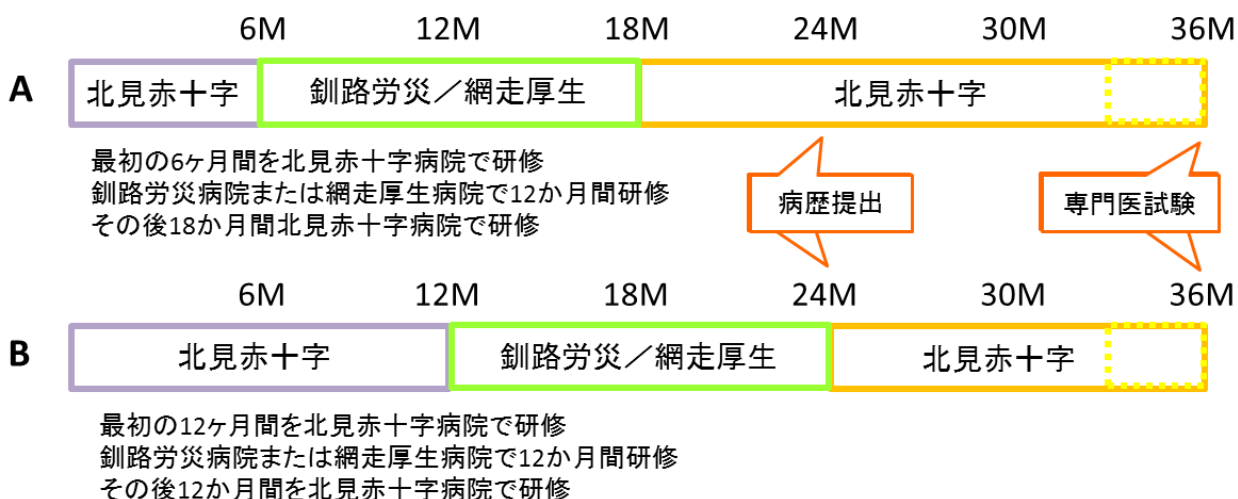 6M 12M 18M 24M 30M 36M
A 北見赤十字 釧路労災／網走厚生 北見赤十字
最初の6ヶ月間を北見赤十字病院で研修
釧路労災病院または網走厚生病院で12か月間研修
その後18か月間北見赤十字病院で研修
病歴提出 専門医試験
6M 12M 18M 24M 30M 36M
B 北見赤十字 釧路労災／網走厚生 北見赤十字
最初の12ヶ月間を北見赤十字病院で研修
釧路労災病院または網走厚生病院で12か月間研修
その後12か月間を北見赤十字病院で研修